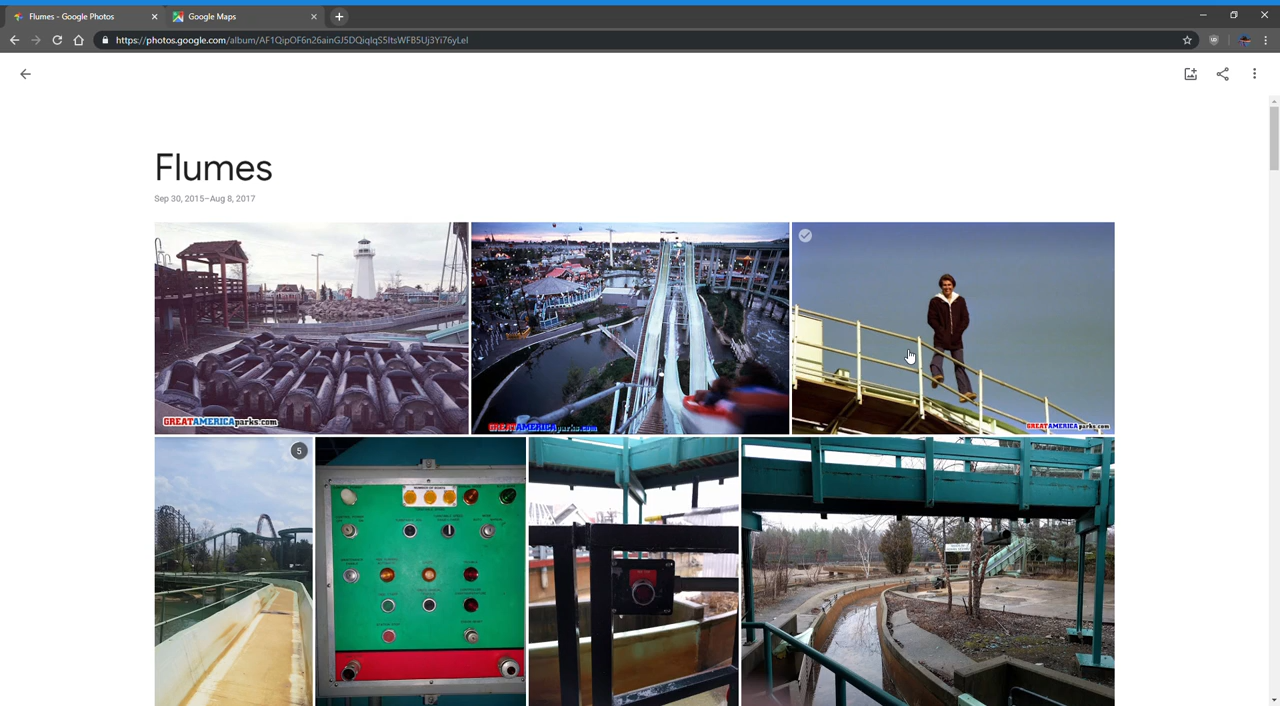 Flumes - Google Photos
Google Maps
https://photos.google.com/album/AF1QipOF6n26ainGJ5DQiqlqS5ltsWFB5Uj3Yi76yLel
Flumes
Sep 30, 2015–Aug 8, 2017
GREATAMERICAparks.com
GREATAMERICAparks.com
GREATAMERICAparks.com
5